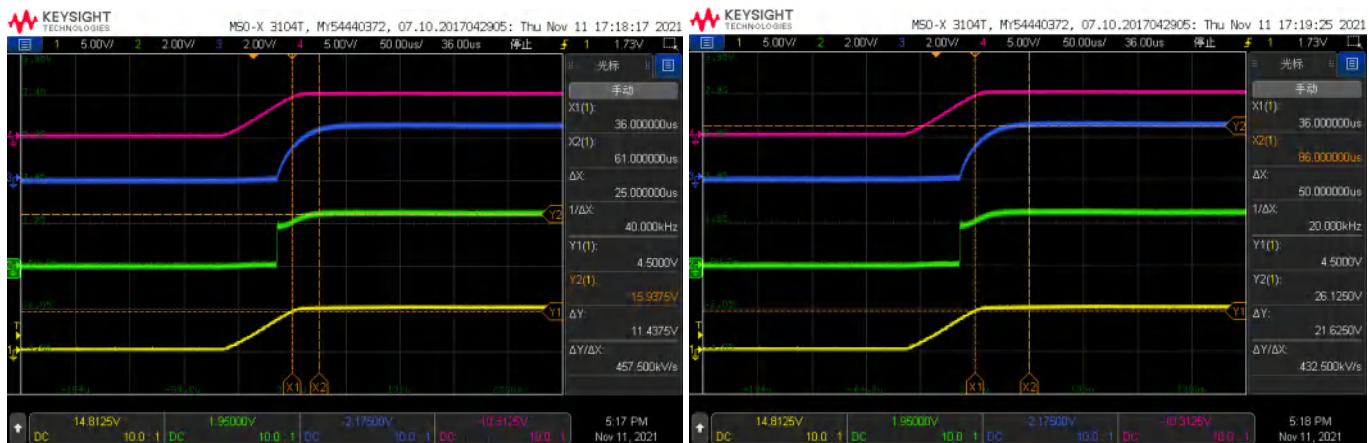 KEYSIGHT
TECHNOLOGIES
MSO-X 3104T, MY54440372, 07.10.2017042905: Thu Nov 11 17:18:17 2021
1 5.00V/ 2 2.00V/ 3 2.00V/ 4 5.00V/ 50.00us/ 36.00us 停止 1 1.73V
光标
手动
X1(1):
36.000000us
X2(1):
61.000000us
ΔX:
25.000000us
1/ΔX:
40.000kHz
Y1(1):
4.5000V
Y2(1):
15.9375V
ΔY:
11.4375V
ΔY/ΔX:
457.500kV/s
Y2
Y1
X1 X2
14.8125V 1.95000V -2.17500V -10.3125V
DC 10.0 : 1 DC 10.0 : 1 DC 10.0 : 1 DC 10.0 : 1
5:17 PM
Nov 11, 2021
KEYSIGHT
TECHNOLOGIES
MSO-X 3104T, MY54440372, 07.10.2017042905: Thu Nov 11 17:19:25 2021
1 5.00V/ 2 2.00V/ 3 2.00V/ 4 5.00V/ 50.00us/ 36.00us 停止 1 1.73V
光标
手动
X1(1):
36.000000us
X2(1):
86.000000us
ΔX:
50.000000us
1/ΔX:
20.000kHz
Y1(1):
4.5000V
Y2(1):
26.1250V
ΔY:
21.6250V
ΔY/ΔX:
432.500kV/s
Y2
Y1
X1 X2
14.8125V 1.95000V -2.17500V -10.3125V
DC 10.0 : 1 DC 10.0 : 1 DC 10.0 : 1 DC 10.0 : 1
5:18 PM
Nov 11, 2021